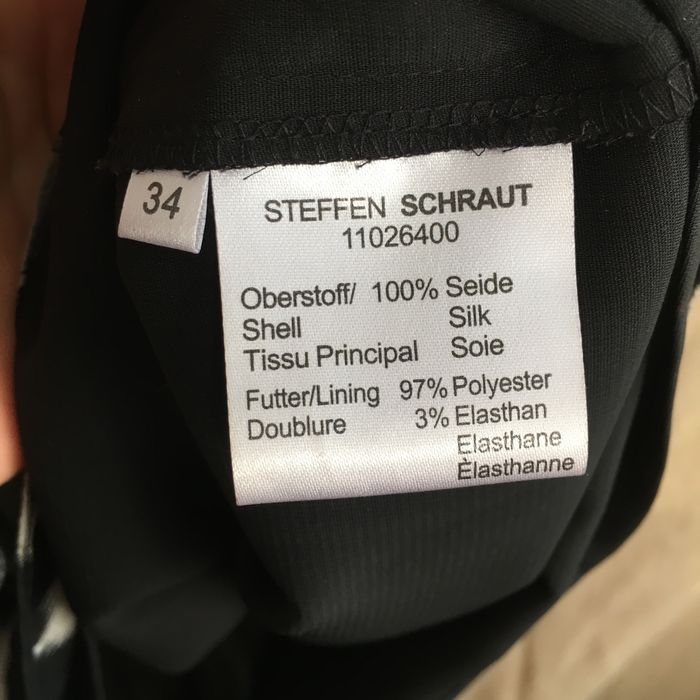 34
STEFFEN SCHRAUT
11026400
Oberstoff/ 100% Seide
Shell Silk
Tissu Principal Soie
Futter/Lining 97% Polyester
Doublure 3% Elasthan
Elasthane
Èlasthanne